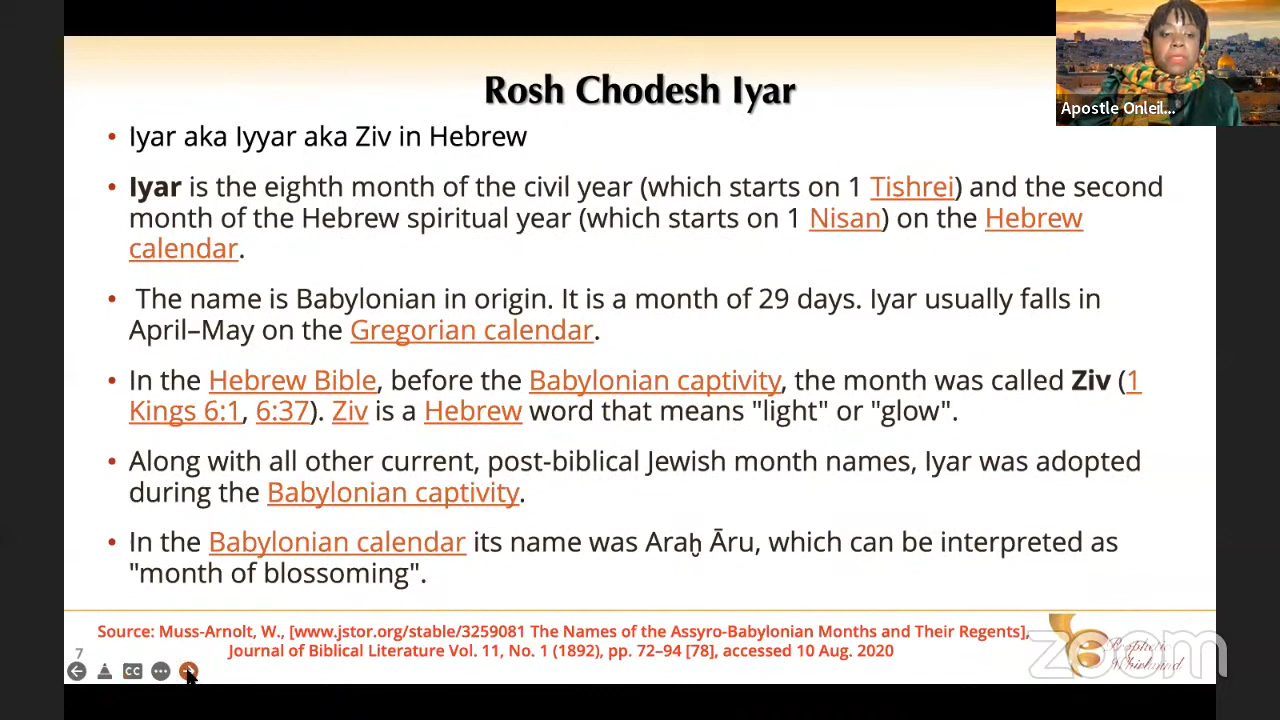 Rosh Chodesh Iyar
Apostle Onleil...
• Iyar aka Iyyar aka Ziv in Hebrew
• Iyar is the eighth month of the civil year (which starts on 1 Tishrei) and the second
month of the Hebrew spiritual year (which starts on 1 Nisan) on the Hebrew
calendar.
• The name is Babylonian in origin. It is a month of 29 days. Iyar usually falls in
April–May on the Gregorian calendar.
• In the Hebrew Bible, before the Babylonian captivity, the month was called Ziv (1
Kings 6:1, 6:37). Ziv is a Hebrew word that means "light" or "glow".
• Along with all other current, post-biblical Jewish month names, Iyar was adopted
during the Babylonian captivity.
• In the Babylonian calendar its name was Araḫ Āru, which can be interpreted as
"month of blossoming".
Source: Muss-Arnolt, W., [www.jstor.org/stable/3259081 The Names of the Assyro-Babylonian Months and Their Regents],
Journal of Biblical Literature Vol. 11, No. 1 (1892), pp. 72–94 [78], accessed 10 Aug. 2020
7
CC
zoom
Prophetic
Whirlwind